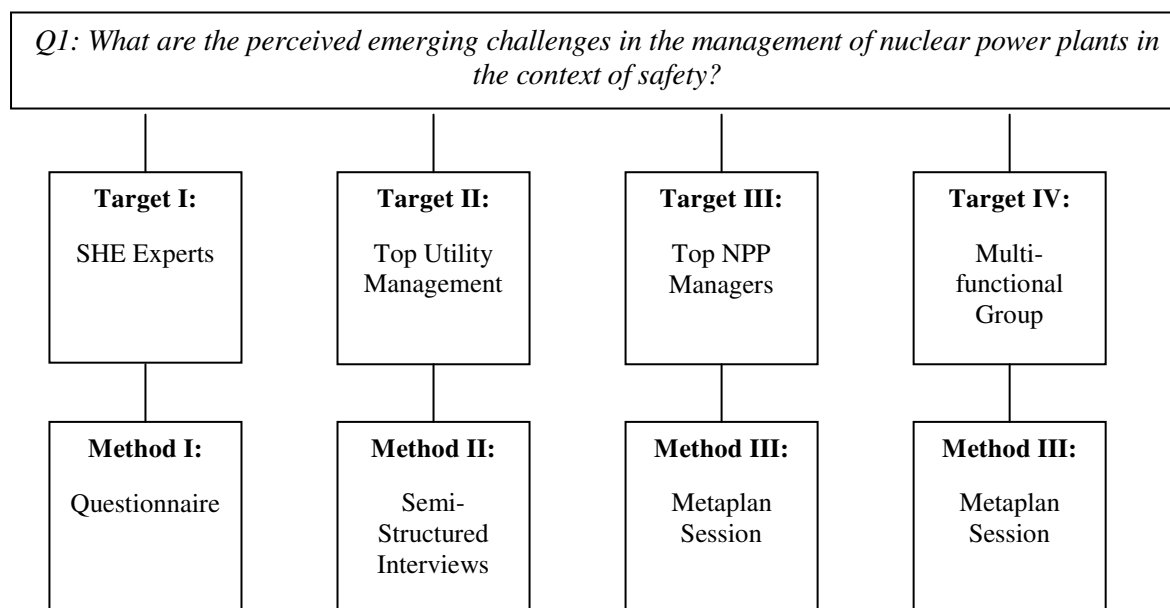 Q1: What are the perceived emerging challenges in the management of nuclear power plants in
the context of safety?
Target I:
SHE Experts
Target II:
Top Utility
Management
Target III:
Top NPP
Managers
Target IV:
Multi-
functional
Group
Method I:
Questionnaire
Method II:
Semi-
Structured
Interviews
Method III:
Metaplan
Session
Method III:
Metaplan
Session